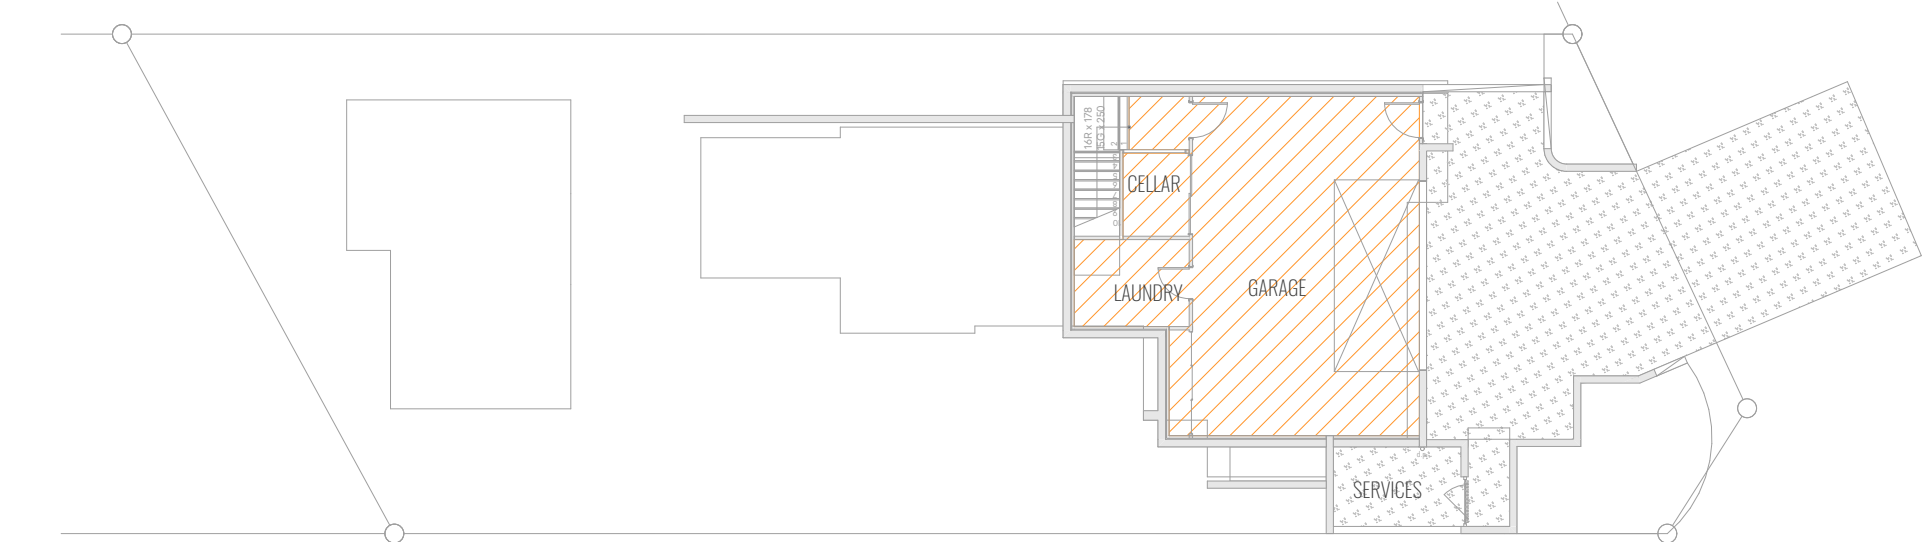 16R x 178
15G x 250
CELLAR
LAUNDRY
GARAGE
SERVICES